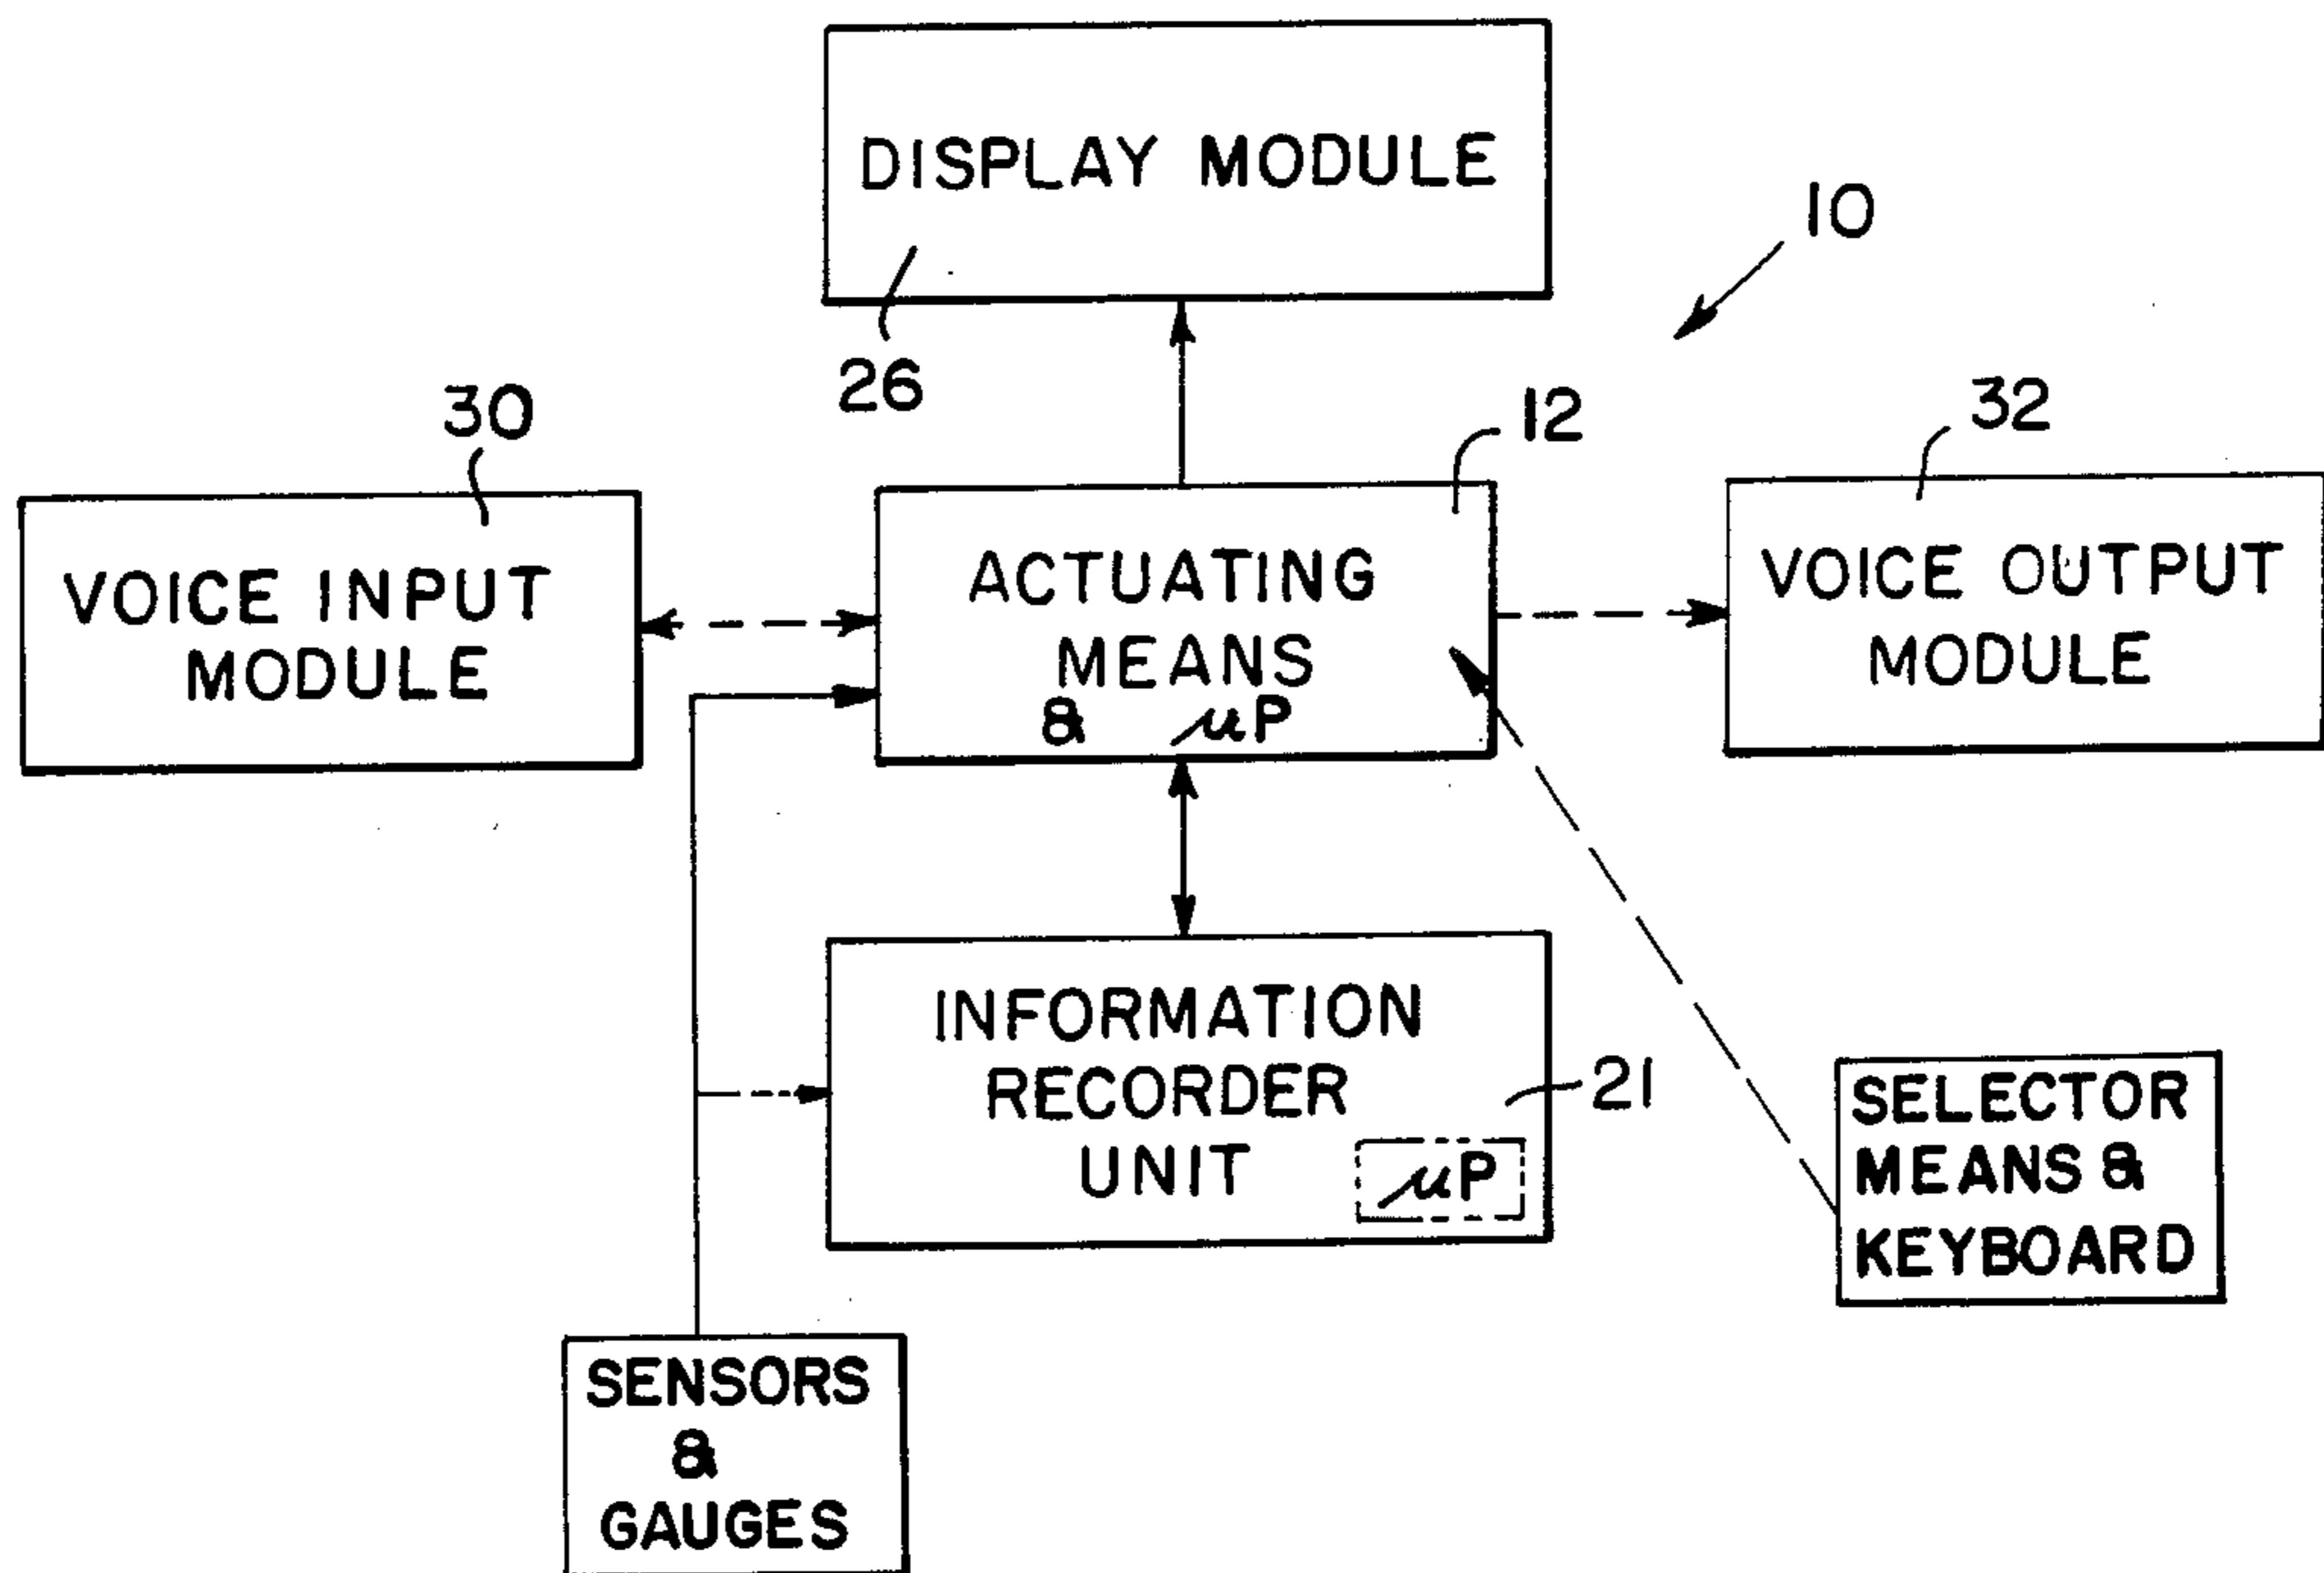 DISPLAY MODULE
10
26
30
12
32
VOICE INPUT
MODULE
ACTUATING
MEANS
& µP
VOICE OUTPUT
MODULE
INFORMATION
RECORDER
UNIT
µP
21
SELECTOR
MEANS &
KEYBOARD
SENSORS
&
GAUGES